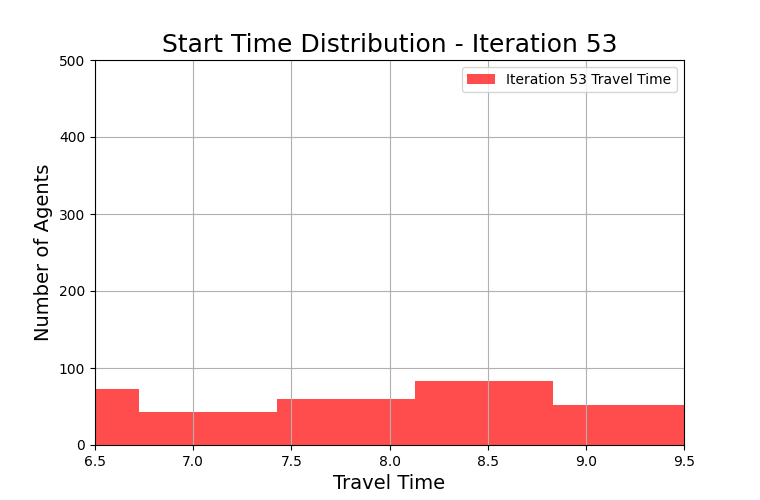 Start Time Distribution - Iteration 53
Iteration 53 Travel Time
Number of Agents
500
400
300
200
100
0
6.5 7.0 7.5 8.0 8.5 9.0 9.5
Travel Time